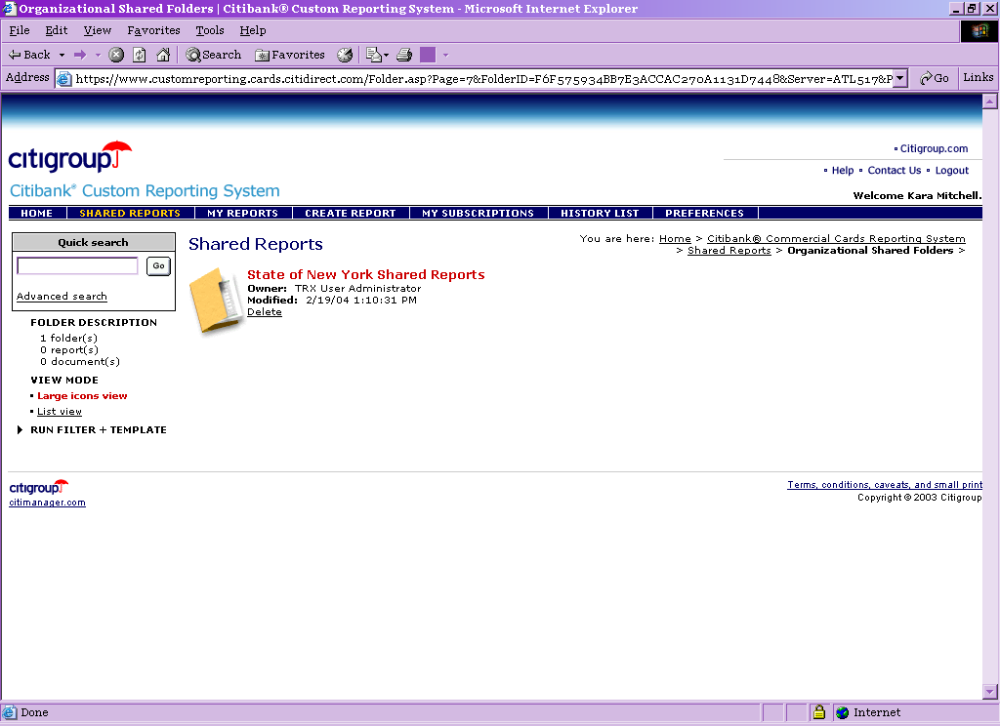 Organizational Shared Folders | Citibank® Custom Reporting System - Microsoft Internet Explorer
File Edit View Favorites Tools Help
Back Search Favorites
Address https://www.customreporting.cards.citidirect.com/Folder.asp?Page=7&FolderID=F6F575934BB7E3ACCAC270A1131D7448&Server=ATL517&P Go Links
citigroup
Citigroup.com
Help Contact Us Logout
Citibank® Custom Reporting System
Welcome Kara Mitchell.
HOME SHARED REPORTS MY REPORTS CREATE REPORT MY SUBSCRIPTIONS HISTORY LIST PREFERENCES
Quick search
Go
Advanced search
FOLDER DESCRIPTION
1 folder(s)
0 report(s)
0 document(s)
VIEW MODE
Large icons view
List view
RUN FILTER + TEMPLATE
Shared Reports
You are here: Home > Citibank® Commercial Cards Reporting System
> Shared Reports > Organizational Shared Folders >
State of New York Shared Reports
Owner: TRX User Administrator
Modified: 2/19/04 1:10:31 PM
Delete
citigroup
citimanager.com
Terms, conditions, caveats, and small print
Copyright © 2003 Citigroup
Done Internet